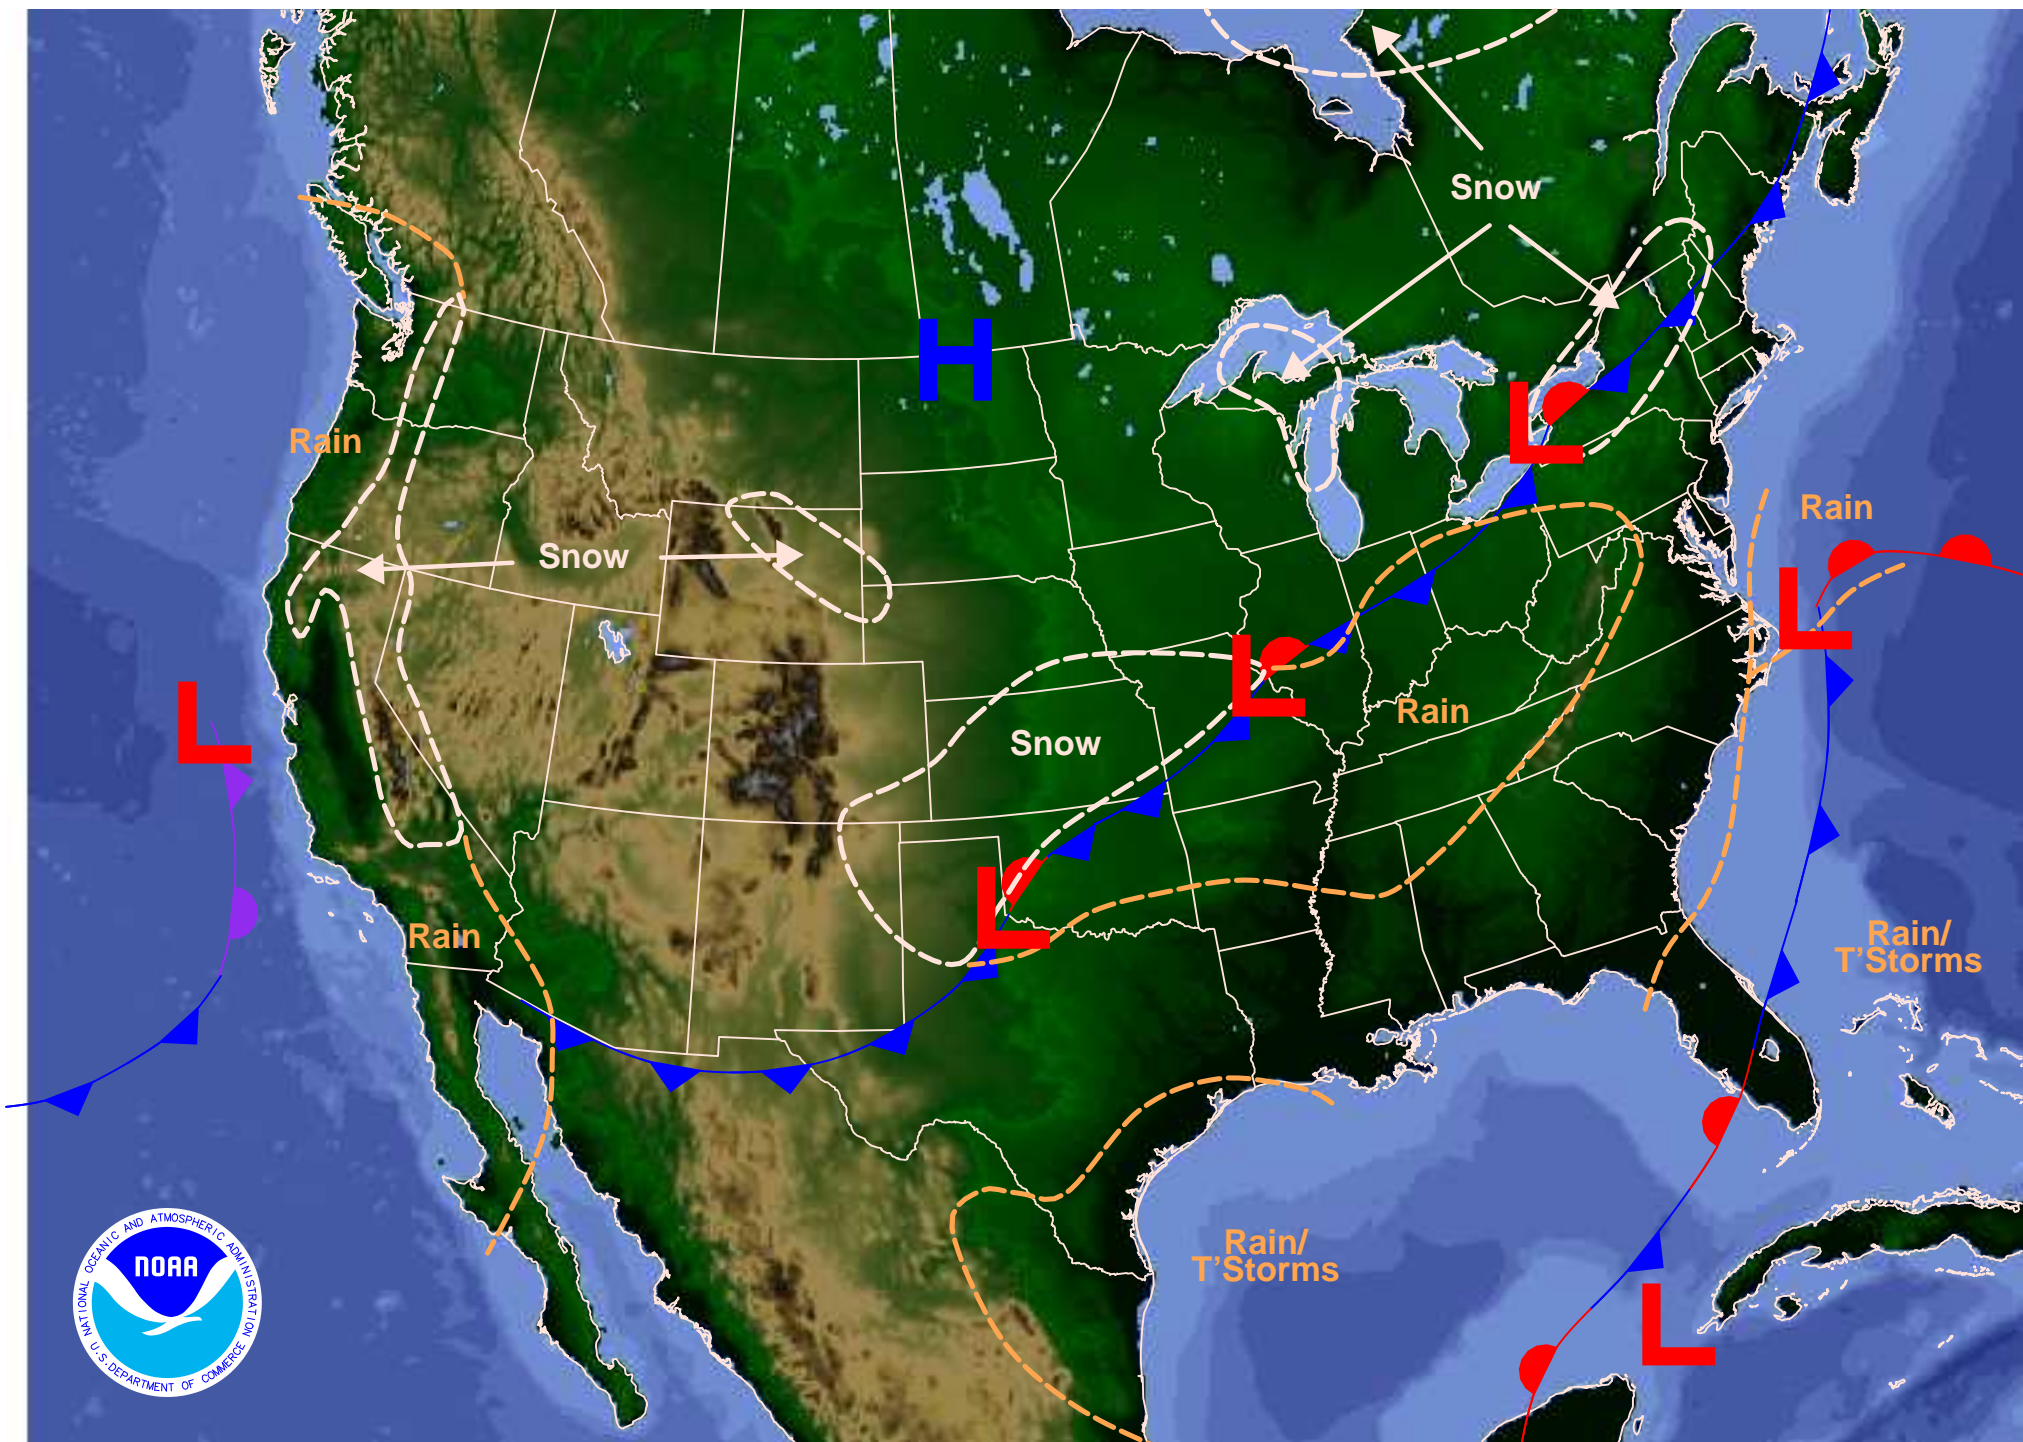 Snow
H
L
Rain
Rain
L
Snow
L
L
Rain
Snow
L
L
Rain
Rain/
T'Storms
Rain/
T'Storms
L
NATIONAL OCEANIC AND ATMOSPHERIC ADMINISTRATION
NOAA
U.S. DEPARTMENT OF COMMERCE